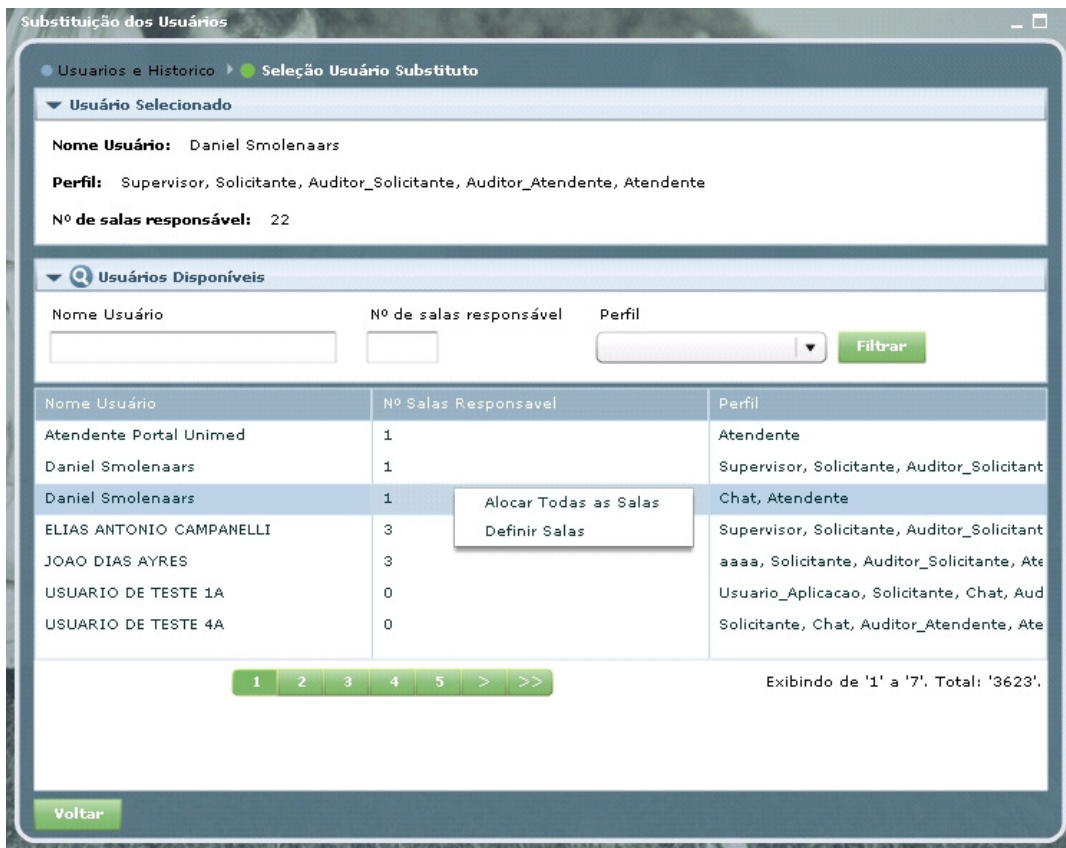 Substituição dos Usuários
Usuarios e Historico Seleção Usuário Substituto
Usuário Selecionado
Nome Usuário: Daniel Smolenaars
Perfil: Supervisor, Solicitante, Auditor_Solicitante, Auditor_Atendente, Atendente
Nº de salas responsável: 22
Usuários Disponíveis
Nome Usuário Nº de salas responsável Perfil
Filtrar
Nome Usuário Nº Salas Responsavel Perfil
Atendente Portal Unimed 1 Atendente
Daniel Smolenaars 1 Supervisor, Solicitante, Auditor_Solicitant
Daniel Smolenaars 1 Chat, Atendente
Alocar Todas as Salas
Definir Salas
ELIAS ANTONIO CAMPANELLI 3 Supervisor, Solicitante, Auditor_Solicitant
JOAO DIAS AYRES 3 aaaa, Solicitante, Auditor_Solicitante, Ate
USUARIO DE TESTE 1A 0 Usuario_Aplicacao, Solicitante, Chat, Aud
USUARIO DE TESTE 4A 0 Solicitante, Chat, Auditor_Atendente, Ate
1 2 3 4 5 > >> Exibindo de '1' a '7'. Total: '3623'.
Voltar